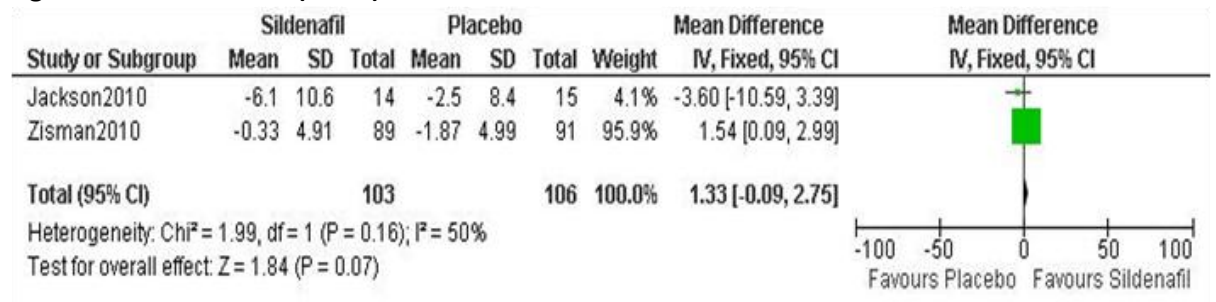 Sildenafil Placebo Mean Difference Mean Difference
Study or Subgroup Mean SD Total Mean SD Total Weight IV, Fixed, 95% CI IV, Fixed, 95% CI
Jackson2010 -6.1 10.6 14 -2.5 8.4 15 4.1% -3.60 [-10.59, 3.39]
Zisman2010 -0.33 4.91 89 -1.87 4.99 91 95.9% 1.54 [0.09, 2.99]
Total (95% CI) 103 106 100.0% 1.33 [-0.09, 2.75]
Heterogeneity: Chi² = 1.99, df = 1 (P = 0.16); I² = 50%
Test for overall effect: Z = 1.84 (P = 0.07)
-100 -50 0 50 100
Favours Placebo Favours Sildenafil